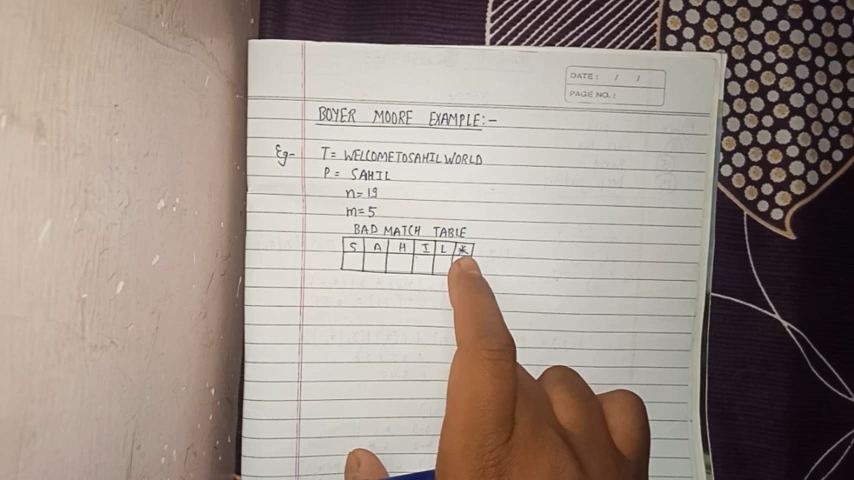 DATE: / /
PAGE NO.:
BOYER MOORE EXAMPLE:-
Eg- T= WELCOMETOSAHILWORLD
P= SAHIL
n=19
m=5
BAD MATCH TABLE
S A H I L *